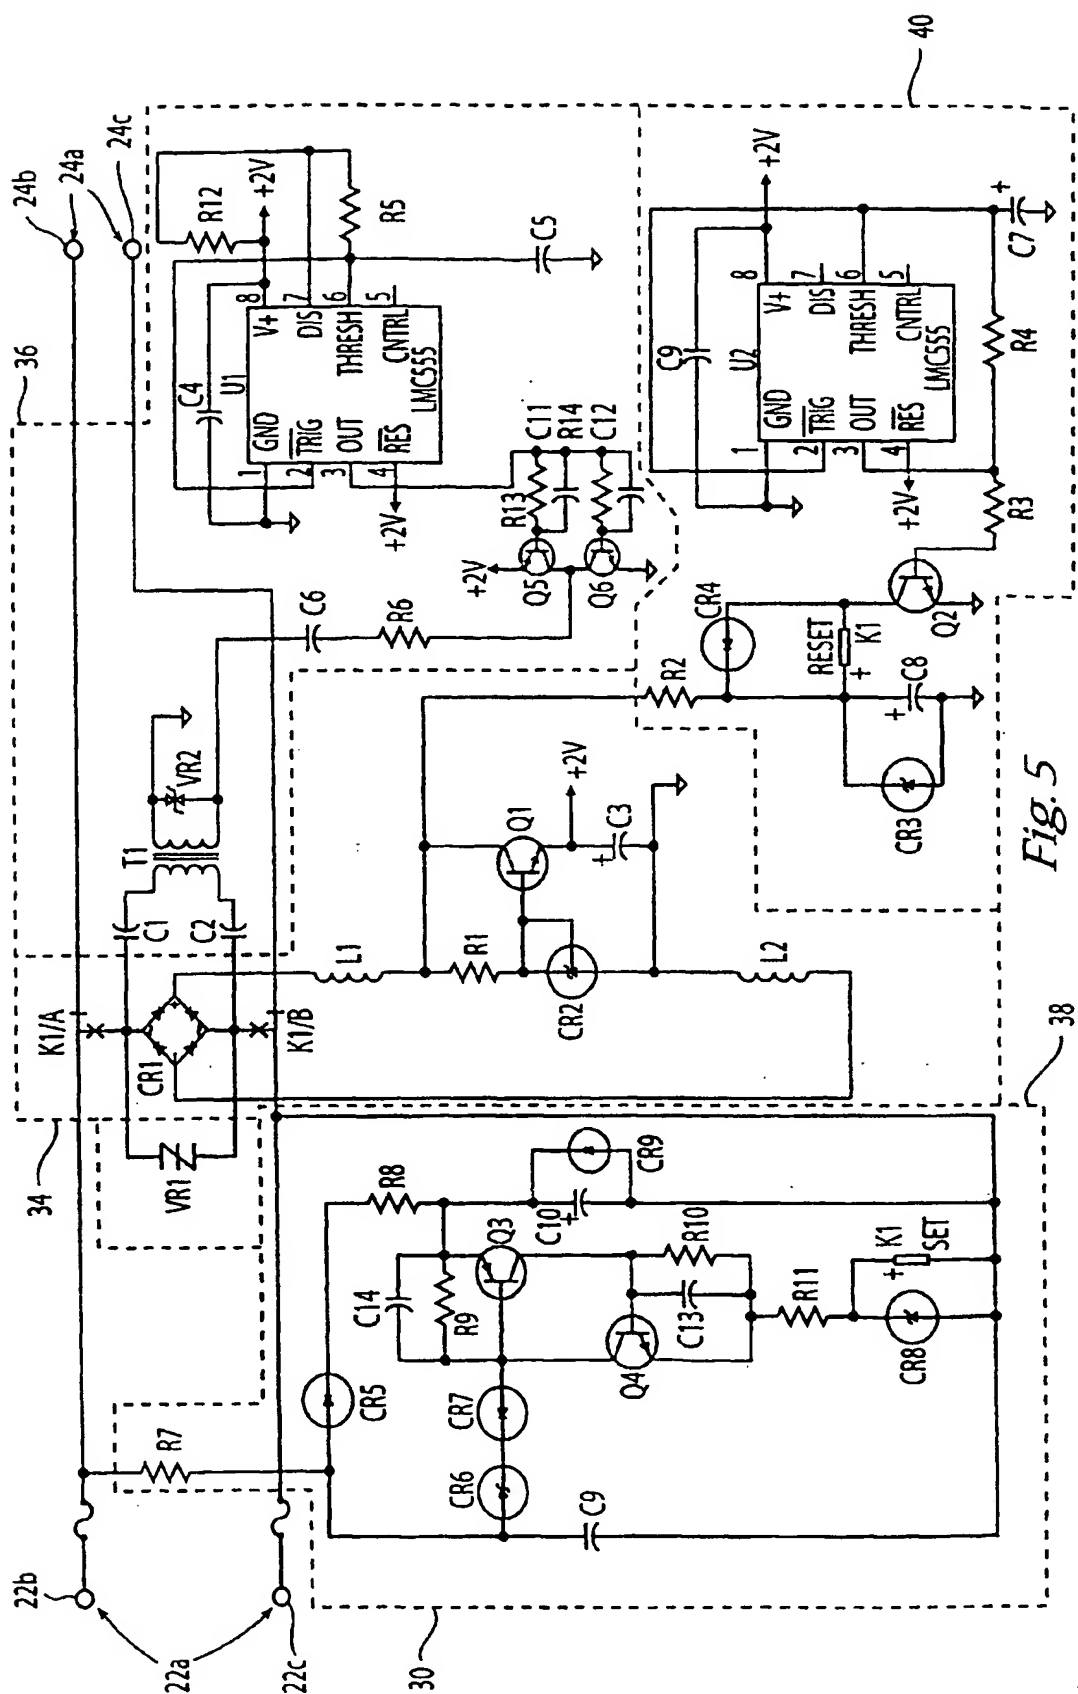 24b
24a
24c
36
R12
+2V
R5
C5
C4
8
V+
7
DIS
6
THRESH
5
CNTRL
LMC555
U1
1
GND
2
TRIG
3
OUT
4
RES
+2V
C11
R14
C12
R13
+2V
Q5
Q6
C6
R6
VR2
T1
C1
C2
40
+2V
C9
8
V+
7
DIS
6
THRESH
5
CNTRL
LMC555
U2
1
GND
2
TRIG
3
OUT
4
RES
+2V
R4
C7
+
R3
Q2
CR4
RESET
K1
+
R2
C8
+
CR3
Fig. 5
K1/A
CR1
+
-
K1/B
L1
R1
Q1
+2V
C3
+
CR2
L2
34
VR1
38
R8
CR9
C10
+
Q3
C14
R9
R10
C13
Q4
R11
K1
SET
+
CR8
CR5
CR7
CR6
C9
R7
22b
22a
22c
30